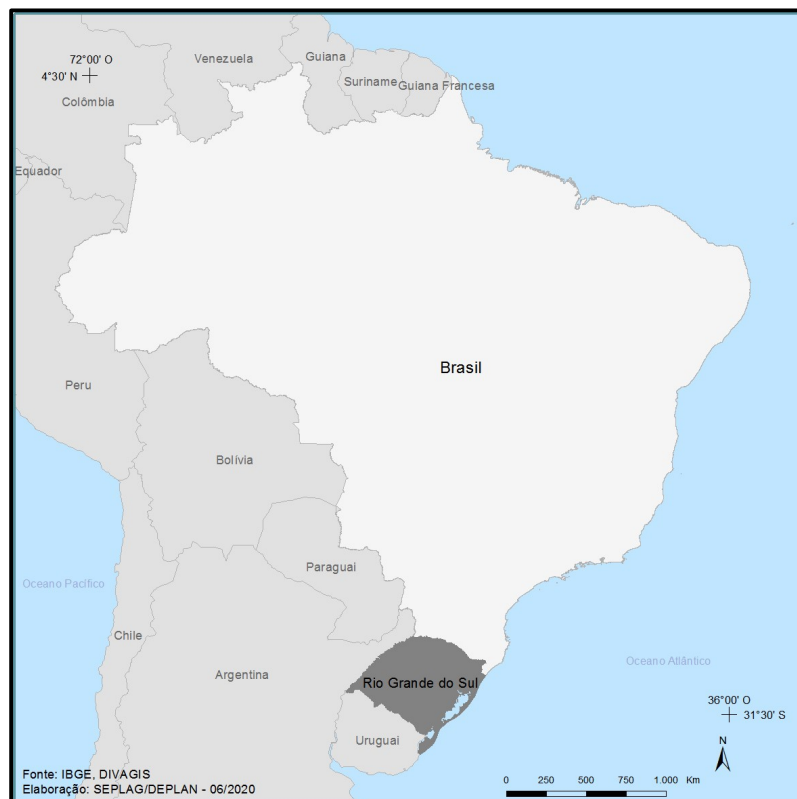 72°00' O
4°30' N
Venezuela
Guiana
Suriname
Guiana Francesa
Colômbia
Equador
Brasil
Peru
Bolívia
Paraguai
Oceano Pacífico
Chile
Argentina
Rio Grande do Sul
Oceano Atlântico
36°00' O
31°30' S
Uruguai
N
Fonte: IBGE, DIVAGIS
Elaboração: SEPLAG/DEPLAN - 06/2020
0 250 500 750 1.000 Km